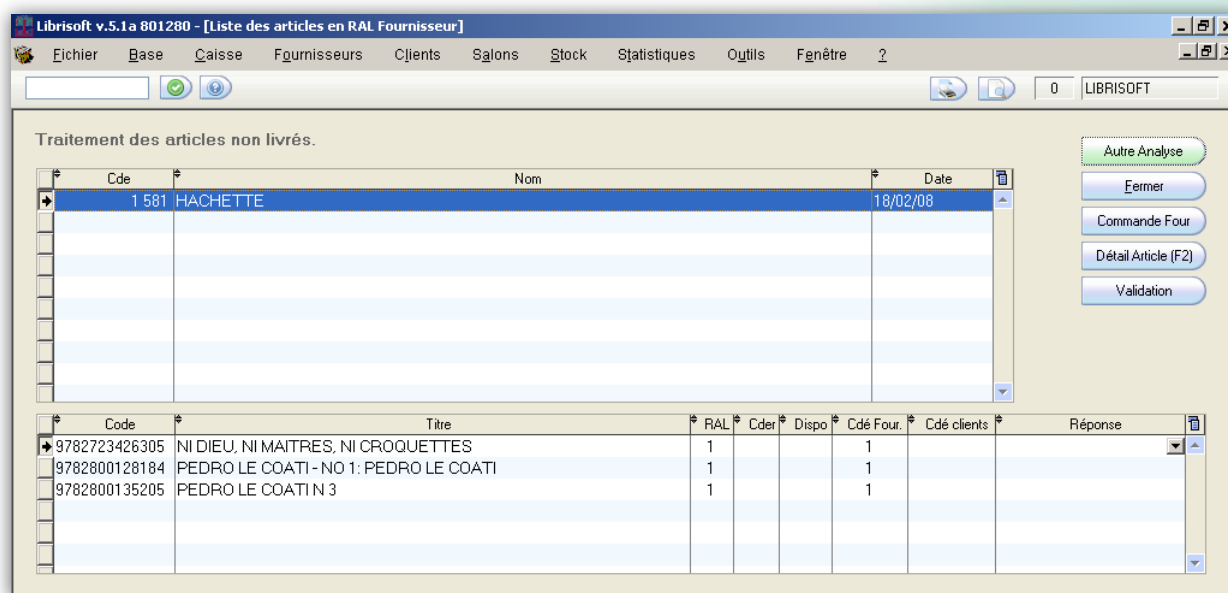 Librisoft v.5.1a 801280 - [Liste des articles en RAL Fournisseur]
Fichier Base Caisse Fournisseurs Clients Salons Stock Statistiques Outils Fenêtre ?
0 LIBRISOFT
Traitement des articles non livrés.
Autre Analyse
Cde Nom Date
Fermer
1 581 HACHETTE 18/02/08
Commande Four
Détail Article (F2)
Validation
Code Titre RAL Cder Dispo Cdé Four. Cdé clients Réponse
9782723426305 NI DIEU, NI MAITRES, NI CROQUETTES 1 1
9782800128184 PEDRO LE COATI - NO 1: PEDRO LE COATI 1 1
9782800135205 PEDRO LE COATI N 3 1 1